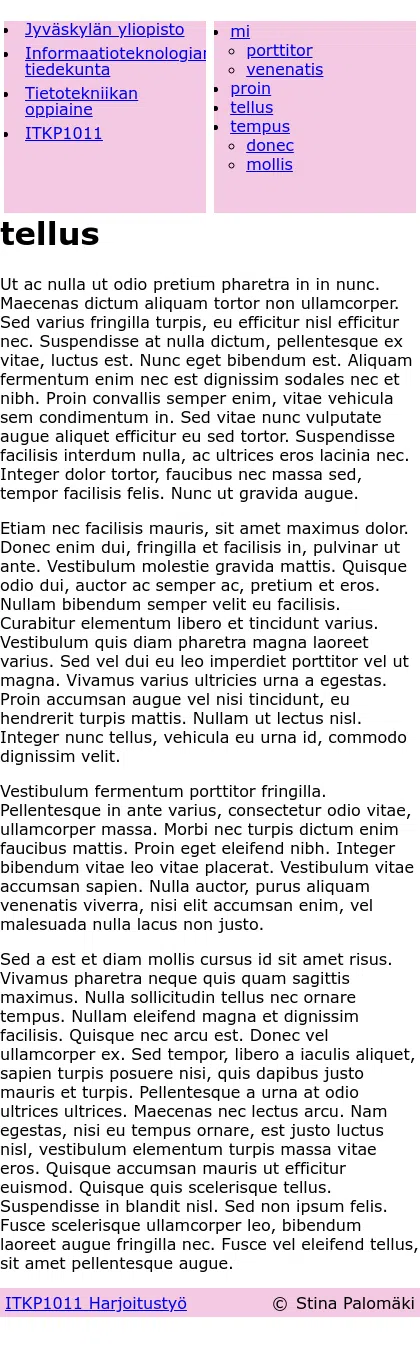 Jyväskylän yliopisto
Informaatioteknologian
tiedekunta
Tietotekniikan
oppiaine
ITKP1011
mi
porttitor
venenatis
proin
tellus
tempus
donec
mollis
tellus
Ut ac nulla ut odio pretium pharetra in in nunc.
Maecenas dictum aliquam tortor non ullamcorper.
Sed varius fringilla turpis, eu efficitur nisl efficitur
nec. Suspendisse at nulla dictum, pellentesque ex
vitae, luctus est. Nunc eget bibendum est. Aliquam
fermentum enim nec est dignissim sodales nec et
nibh. Proin convallis semper enim, vitae vehicula
sem condimentum in. Sed vitae nunc vulputate
augue aliquet efficitur eu sed tortor. Suspendisse
facilisis interdum nulla, ac ultrices eros lacinia nec.
Integer dolor tortor, faucibus nec massa sed,
tempor facilisis felis. Nunc ut gravida augue.
Etiam nec facilisis mauris, sit amet maximus dolor.
Donec enim dui, fringilla et facilisis in, pulvinar ut
ante. Vestibulum molestie gravida mattis. Quisque
odio dui, auctor ac semper ac, pretium et eros.
Nullam bibendum semper velit eu facilisis.
Curabitur elementum libero et tincidunt varius.
Vestibulum quis diam pharetra magna laoreet
varius. Sed vel dui eu leo imperdiet porttitor vel ut
magna. Vivamus varius ultricies urna a egestas.
Proin accumsan augue vel nisi tincidunt, eu
hendrerit turpis mattis. Nullam ut lectus nisl.
Integer nunc tellus, vehicula eu urna id, commodo
dignissim velit.
Vestibulum fermentum porttitor fringilla.
Pellentesque in ante varius, consectetur odio vitae,
ullamcorper massa. Morbi nec turpis dictum enim
faucibus mattis. Proin eget eleifend nibh. Integer
bibendum vitae leo vitae placerat. Vestibulum vitae
accumsan sapien. Nulla auctor, purus aliquam
venenatis viverra, nisi elit accumsan enim, vel
malesuada nulla lacus non justo.
Sed a est et diam mollis cursus id sit amet risus.
Vivamus pharetra neque quis quam sagittis
maximus. Nulla sollicitudin tellus nec ornare
tempus. Nullam eleifend magna et dignissim
facilisis. Quisque nec arcu est. Donec vel
ullamcorper ex. Sed tempor, libero a iaculis aliquet,
sapien turpis posuere nisi, quis dapibus justo
mauris et turpis. Pellentesque a urna at odio
ultrices ultrices. Maecenas nec lectus arcu. Nam
egestas, nisi eu tempus ornare, est justo luctus
nisl, vestibulum elementum turpis massa vitae
eros. Quisque accumsan mauris ut efficitur
euismod. Quisque quis scelerisque tellus.
Suspendisse in blandit nisl. Sed non ipsum felis.
Fusce scelerisque ullamcorper leo, bibendum
laoreet augue fringilla nec. Fusce vel eleifend tellus,
sit amet pellentesque augue.
ITKP1011 Harjoitustyö © Stina Palomäki